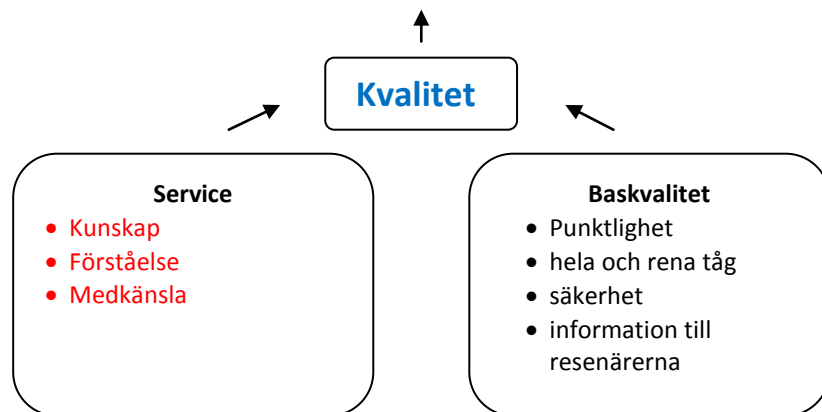 Kvalitet
Service
• Kunskap
• Förståelse
• Medkänsla
Baskvalitet
• Punktlighet
• hela och rena tåg
• säkerhet
• information till
resenärerna